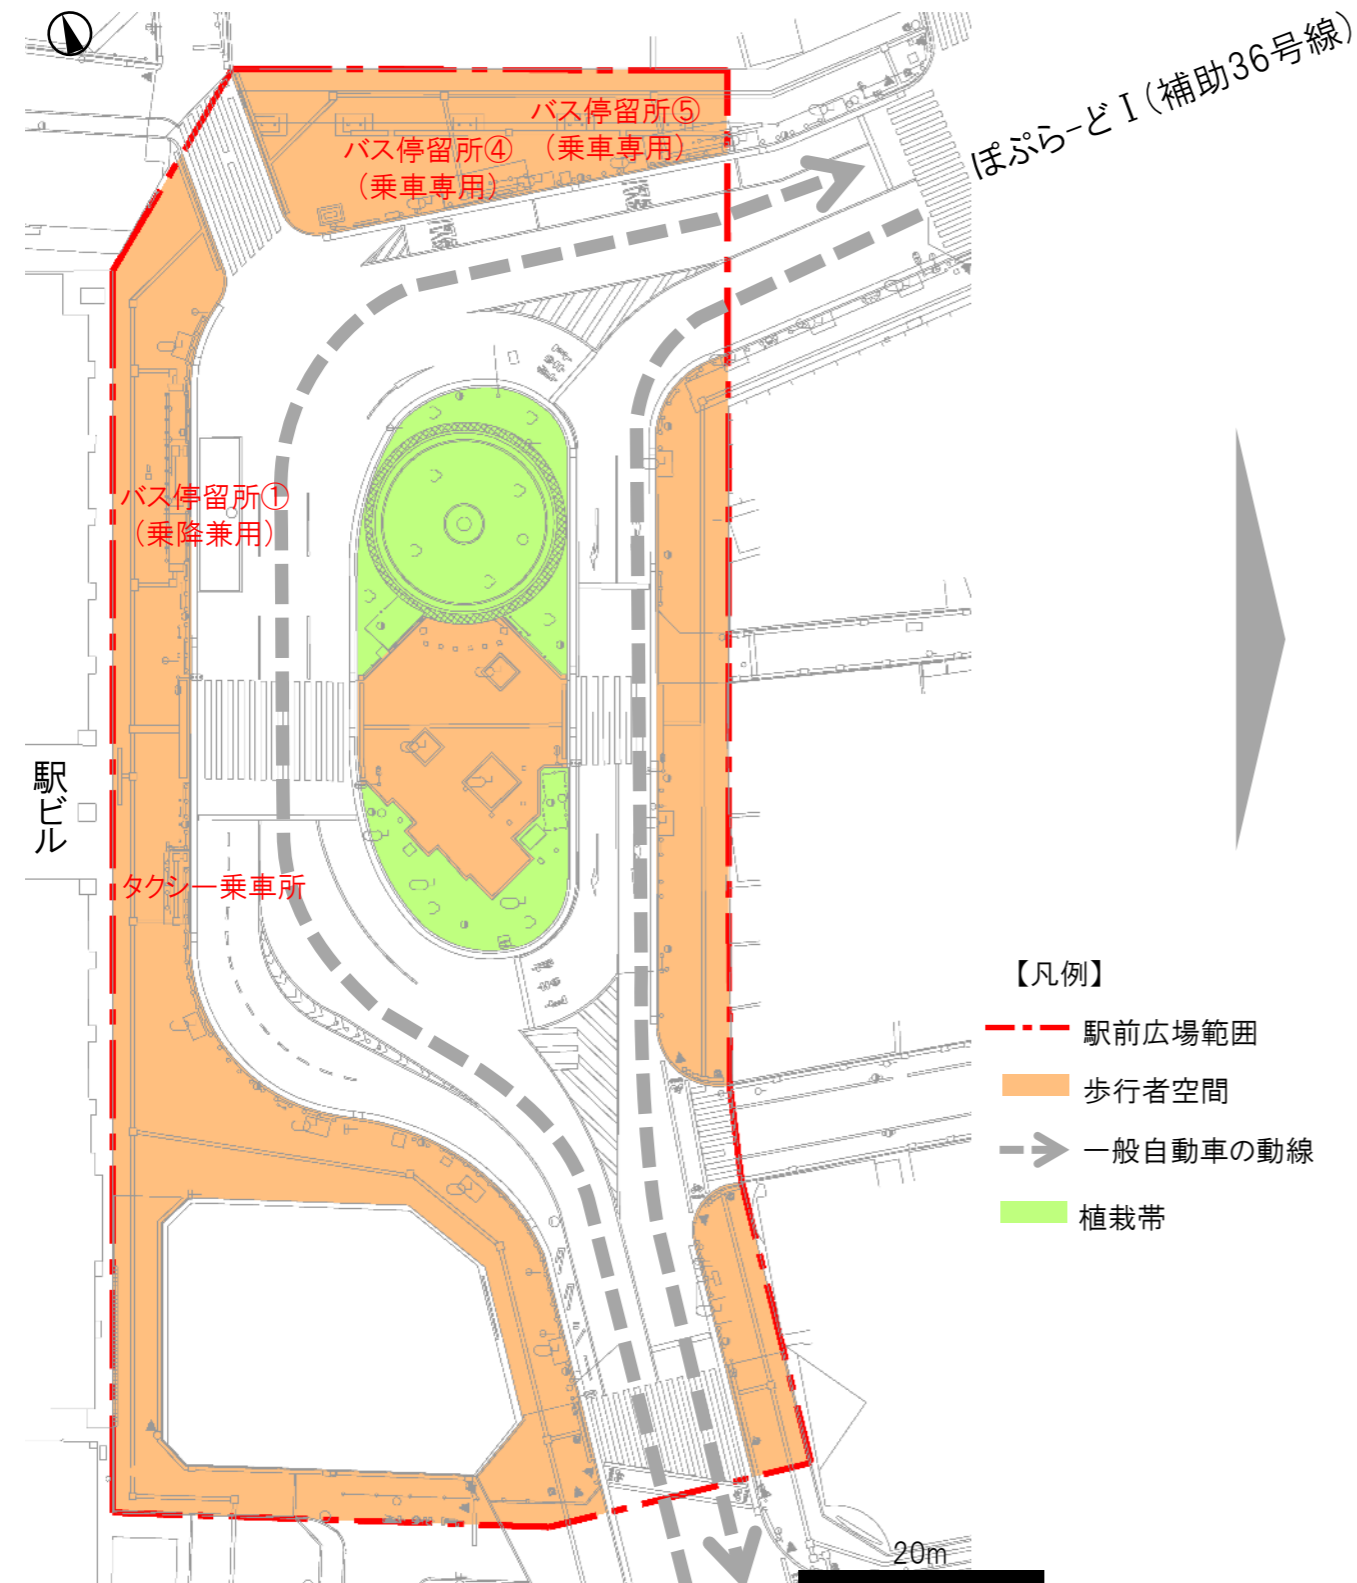 ぽぷらーどⅠ(補助36号線)
バス停留所⑤
(乗車専用)
バス停留所④
(乗車専用)
バス停留所①
(乗降兼用)
駅ビル
タクシー乗車所
【凡例】
駅前広場範囲
歩行者空間
一般自動車の動線
植栽帯
20m